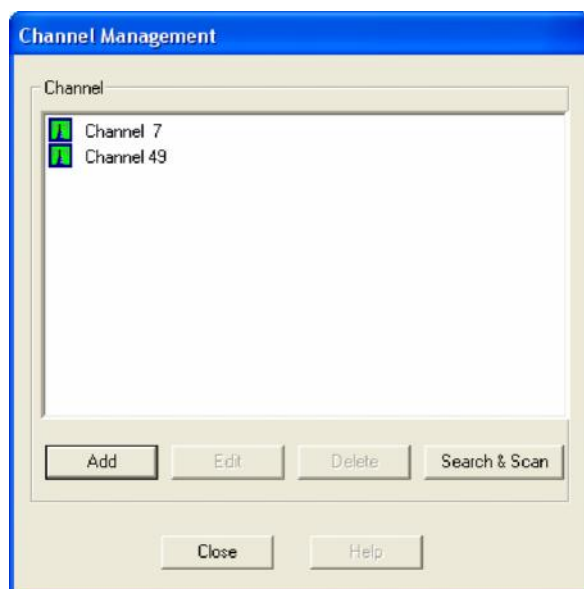 Channel Management
Channel
Channel 7
Channel 49
Add Edit Delete Search & Scan
Close Help